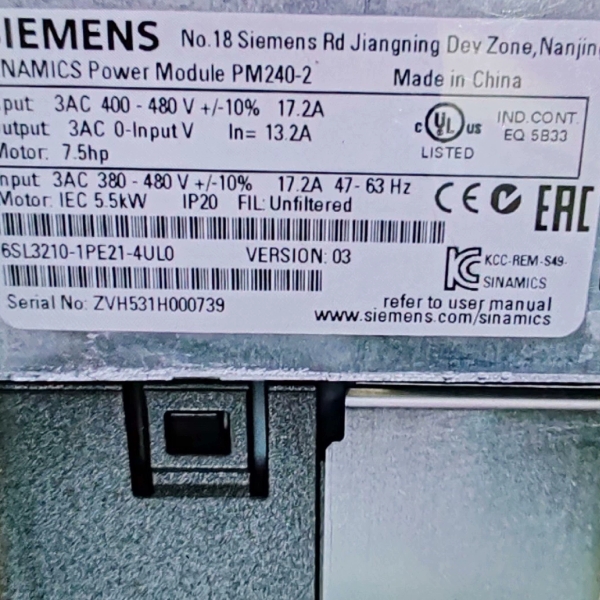 SIEMENS No.18 Siemens Rd Jiangning Dev Zone, Nanjing
NAMICS Power Module PM240-2 Made in China
put 3AC 400 - 480 V +/-10% 17.2A
utput 3AC 0-Input V In= 13.2A
Motor: 7.5hp
c UL us LISTED
IND.CONT.
EQ 5B33
nput 3AC 380 - 480 V +/-10% 17.2A 47- 63 Hz
Motor: IEC 5.5kW IP20 FIL: Unfiltered
CE EAC
6SL3210-1PE21-4UL0 VERSION: 03
KCC-REM-S49-
SINAMICS
Serial No: ZVH531H000739
refer to user manual
www.siemens.com/sinamics